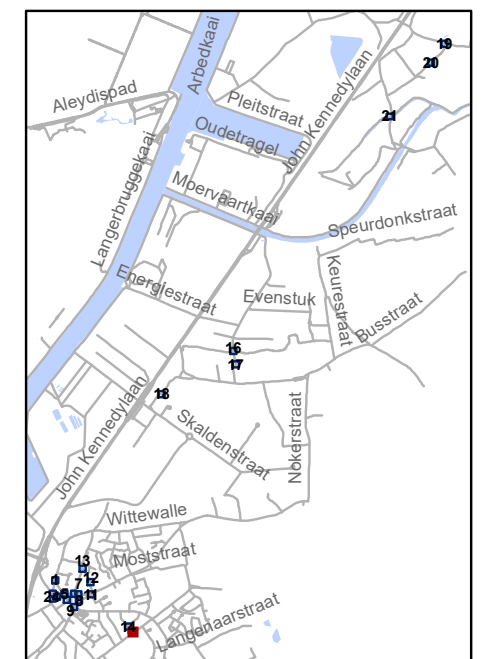 Arbedkaai
19
20
Aleydispad
Pleitstraat
John Kennedylaan
21
Oudetragel
Langerbruggekaai
Moervaartkaai
Speurdonkstraat
Energiestraat
Evenstuk
Keurestraat
Busstraat
16
17
18
John Kennedylaan
Skaldenstraat
Nokerstraat
Wittewalle
Moststraat
13
7
12
11
9
14
Langenaarstraat